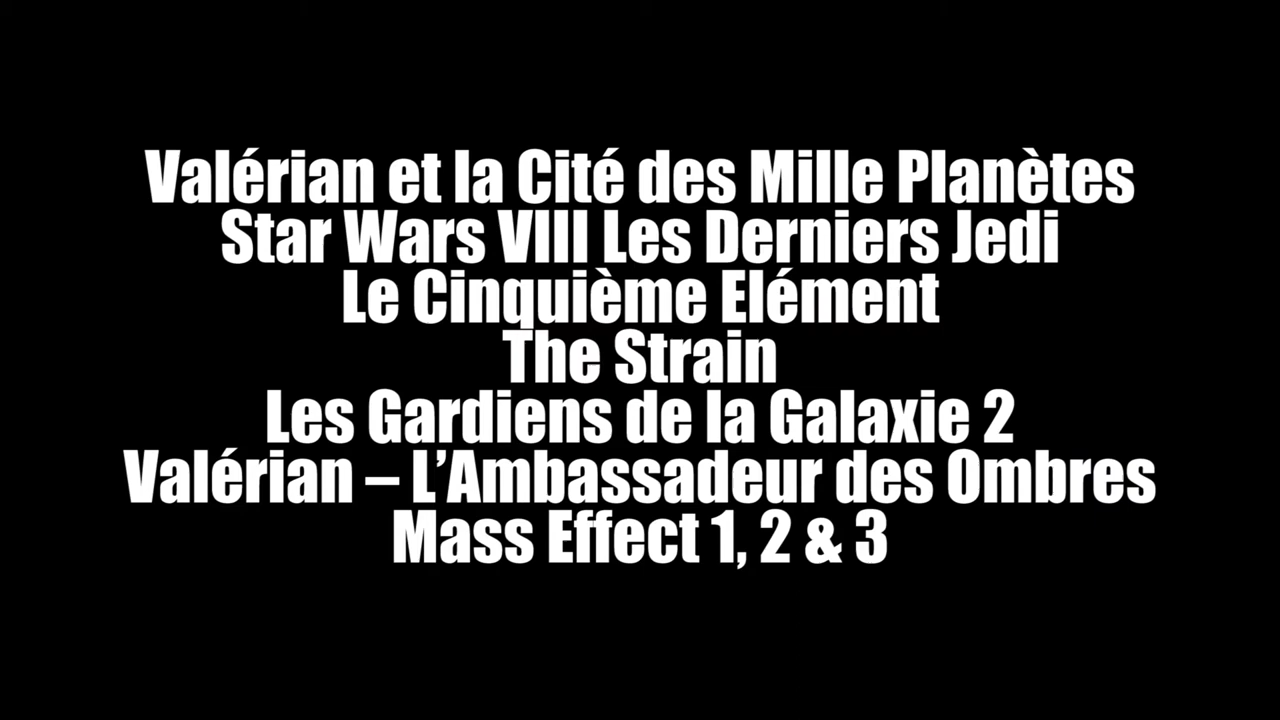 Valérian et la Cité des Mille Planètes
Star Wars VIII Les Derniers Jedi
Le Cinquième Elément
The Strain
Les Gardiens de la Galaxie 2
Valérian – L’Ambassadeur des Ombres
Mass Effect 1, 2 & 3